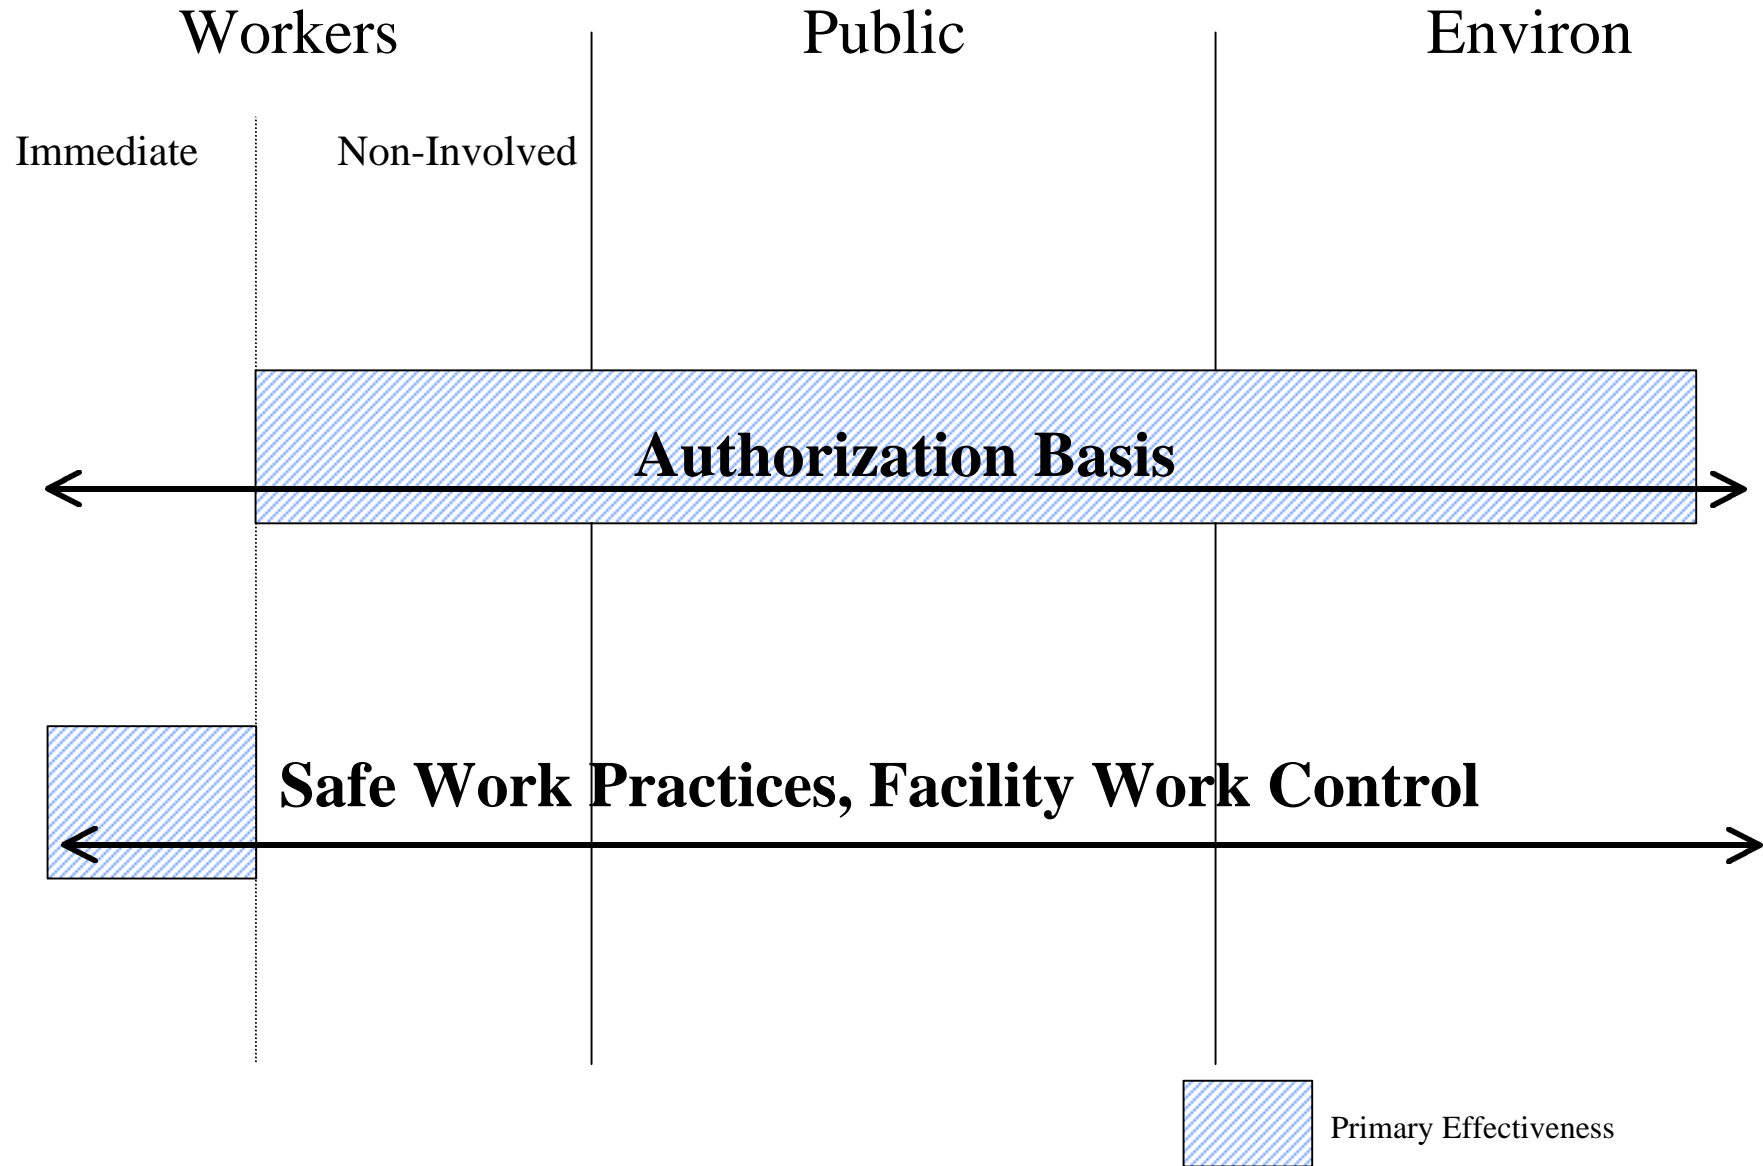 Workers
Public
Environ
Immediate
Non-Involved
Authorization Basis
Safe Work Practices, Facility Work Control
Primary Effectiveness